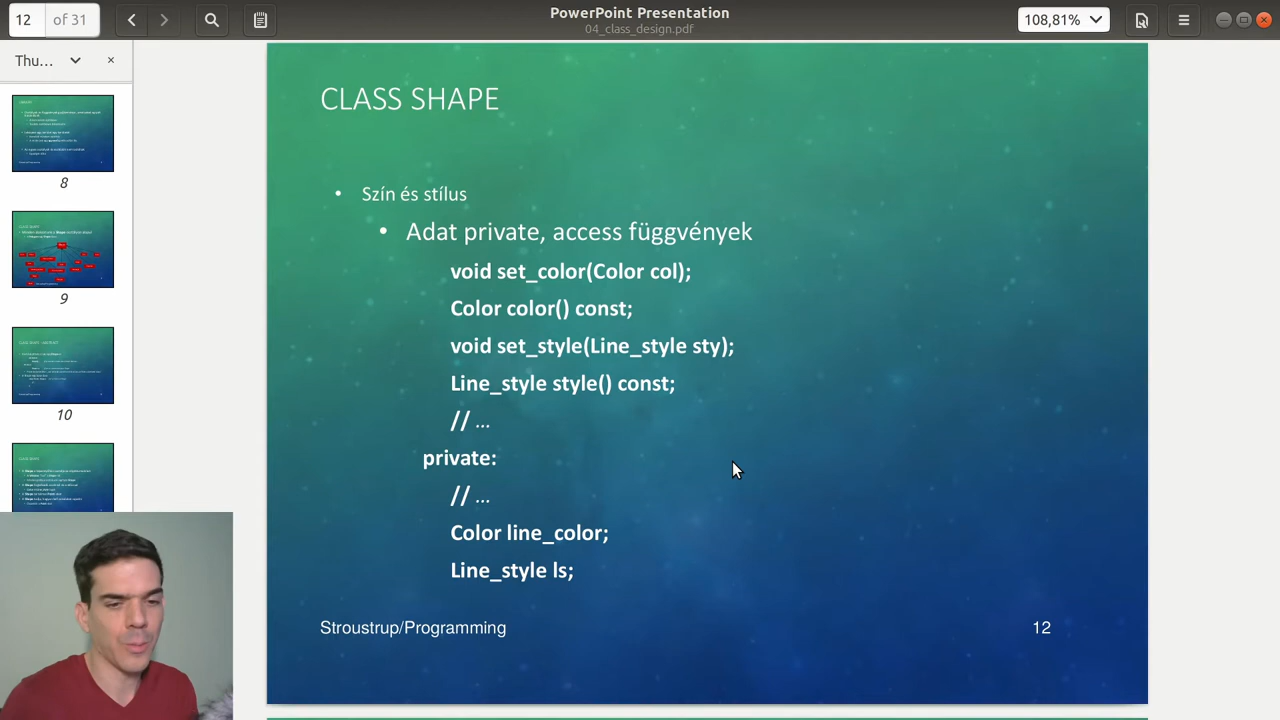 12 of 31
PowerPoint Presentation
04_class_design.pdf
108,81%
Thu...
8
9
10
CLASS SHAPE
• Szín és stílus
• Adat private, access függvények
void set_color(Color col);
Color color() const;
void set_style(Line_style sty);
Line_style style() const;
// ...
private:
// ...
Color line_color;
Line_style ls;
Stroustrup/Programming
12